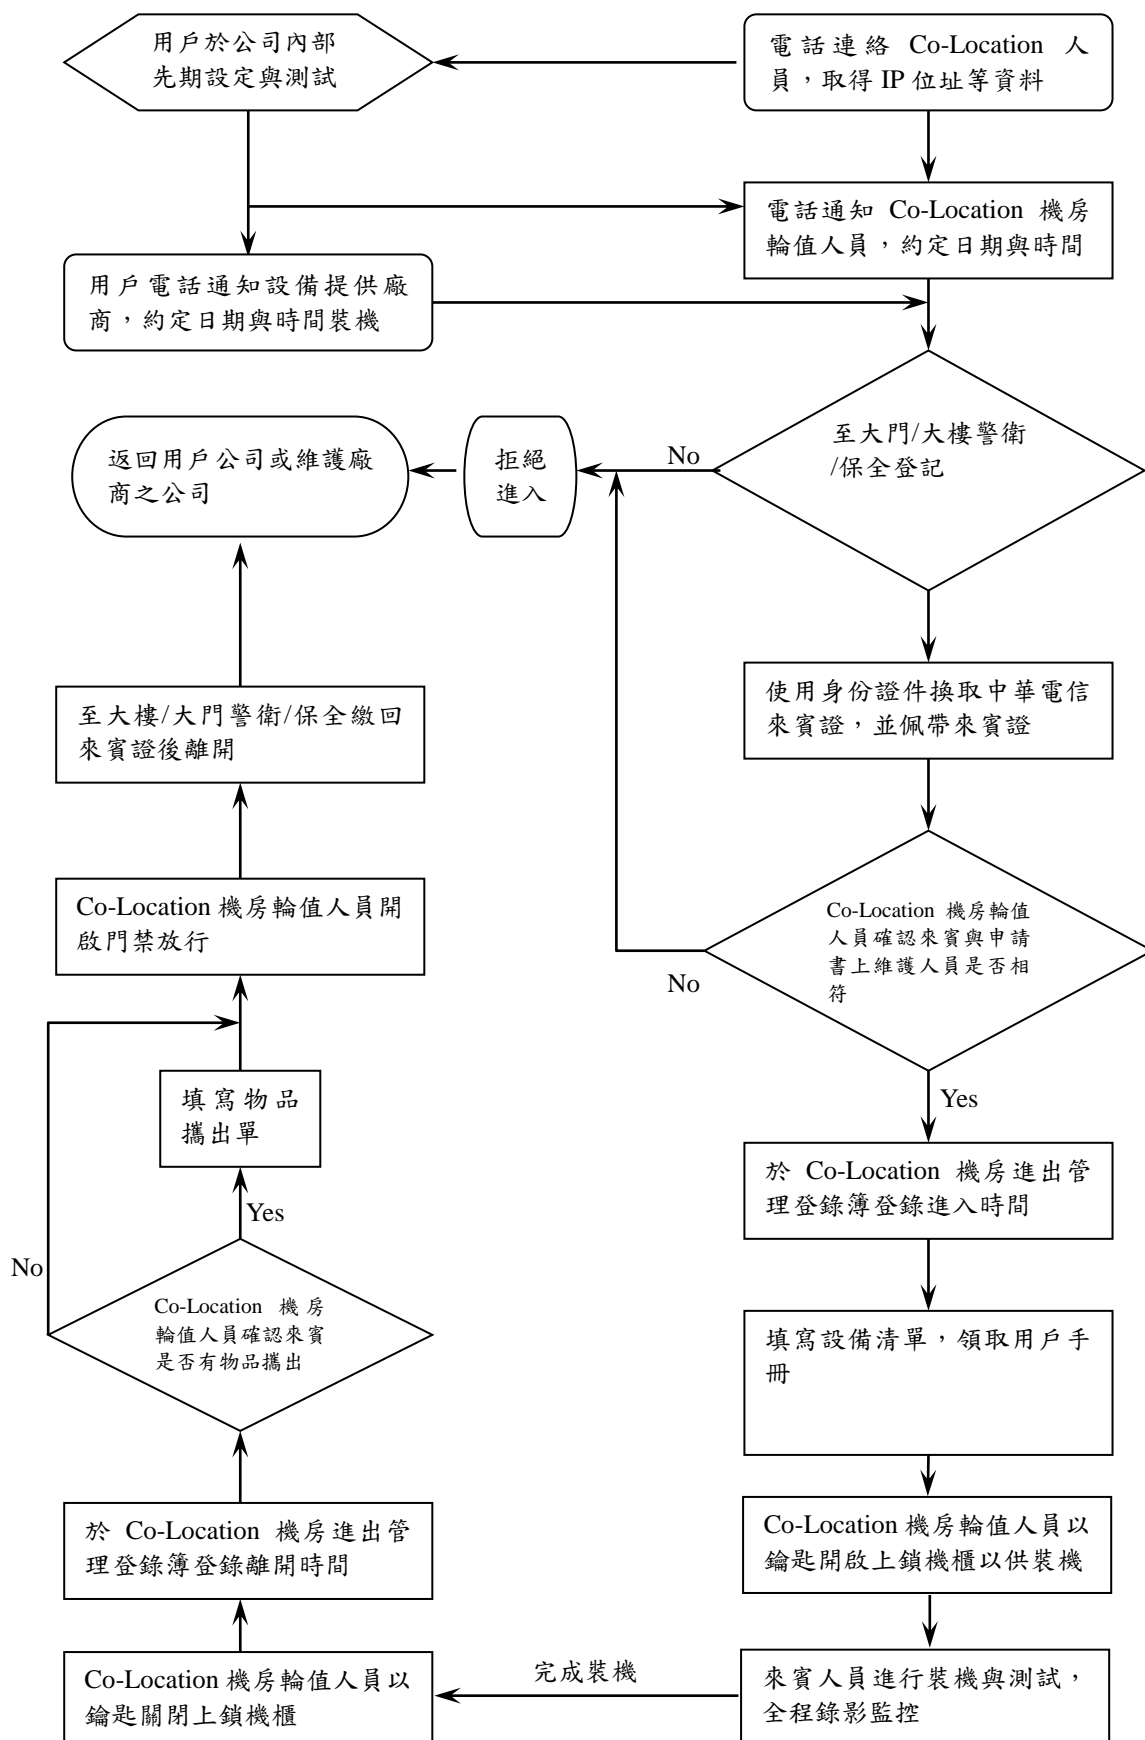 用戶於公司內部
先期設定與測試
電話連絡 Co-Location 人
員，取得 IP 位址等資料
電話通知 Co-Location 機房
輪值人員，約定日期與時間
用戶電話通知設備提供廠
商，約定日期與時間裝機
至大門/大樓警衛
/保全登記
No
拒絕
進入
返回用戶公司或維護廠
商之公司
使用身份證件換取中華電信
來賓證，並佩帶來賓證
至大樓/大門警衛/保全繳回
來賓證後離開
Co-Location 機房輪值
人員確認來賓與申請
書上維護人員是否相
符
No
Yes
Co-Location 機房輪值人員開
啟門禁放行
填寫物品
攜出單
Yes
No
於 Co-Location 機房進出管
理登錄簿登錄進入時間
Co-Location 機房
輪值人員確認來賓
是否有物品攜出
填寫設備清單，領取用戶手
冊
於 Co-Location 機房進出管
理登錄簿登錄離開時間
Co-Location 機房輪值人員以
鑰匙開啟上鎖機櫃以供裝機
完成裝機
Co-Location 機房輪值人員以
鑰匙關閉上鎖機櫃
來賓人員進行裝機與測試，
全程錄影監控